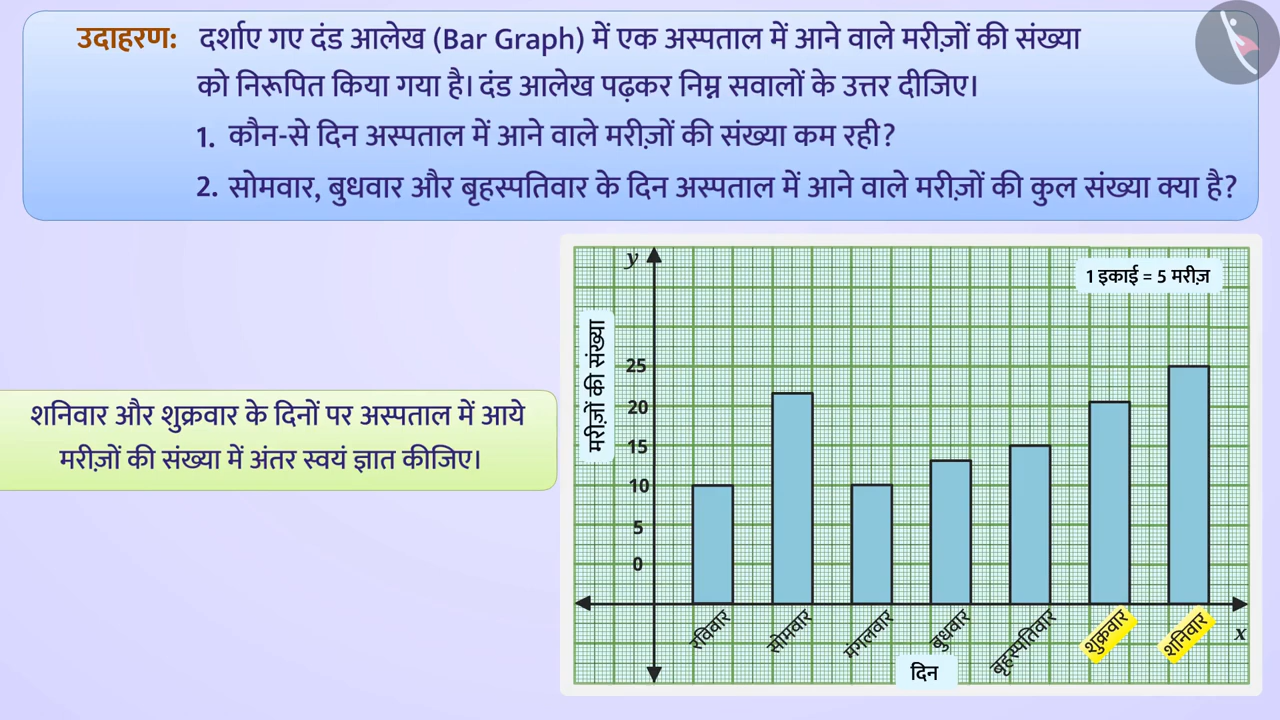 उदाहरण: दर्शाए गए दंड आलेख (Bar Graph) में एक अस्पताल में आने वाले मरीज़ों की संख्या
को निरूपित किया गया है। दंड आलेख पढ़कर निम्न सवालों के उत्तर दीजिए।
1. कौन-से दिन अस्पताल में आने वाले मरीज़ों की संख्या कम रही?
2. सोमवार, बुधवार और बृहस्पतिवार के दिन अस्पताल में आने वाले मरीज़ों की कुल संख्या क्या है?
शनिवार और शुक्रवार के दिनों पर अस्पताल में आये
मरीज़ों की संख्या में अंतर स्वयं ज्ञात कीजिए।
y
1 इकाई = 5 मरीज़
मरीज़ों की संख्या
25
20
15
10
5
0
रविवार
सोमवार
मंगलवार
बुधवार
बृहस्पतिवार
शुक्रवार
शनिवार
x
दिन